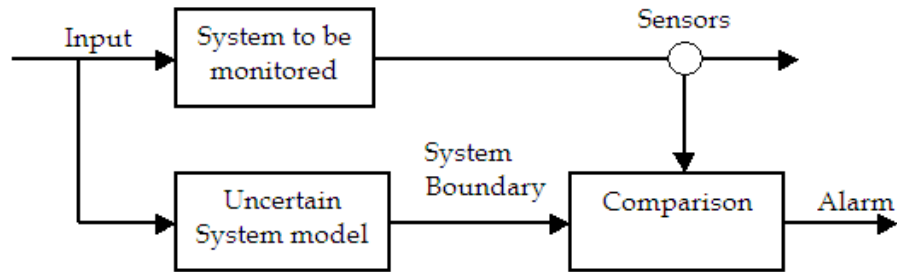 Input
System to be
monitored
Sensors
System
Boundary
Uncertain
System model
Comparison
Alarm